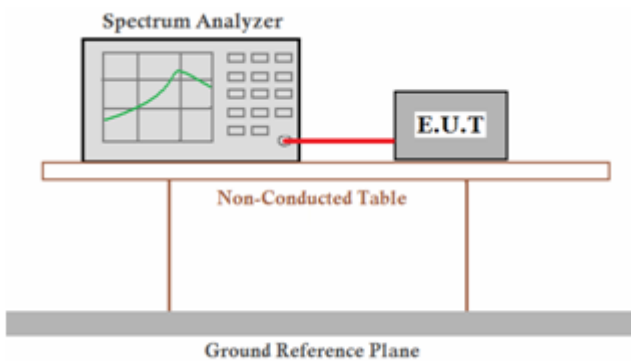 Spectrum Analyzer
E.U.T
Non-Conducted Table
Ground Reference Plane